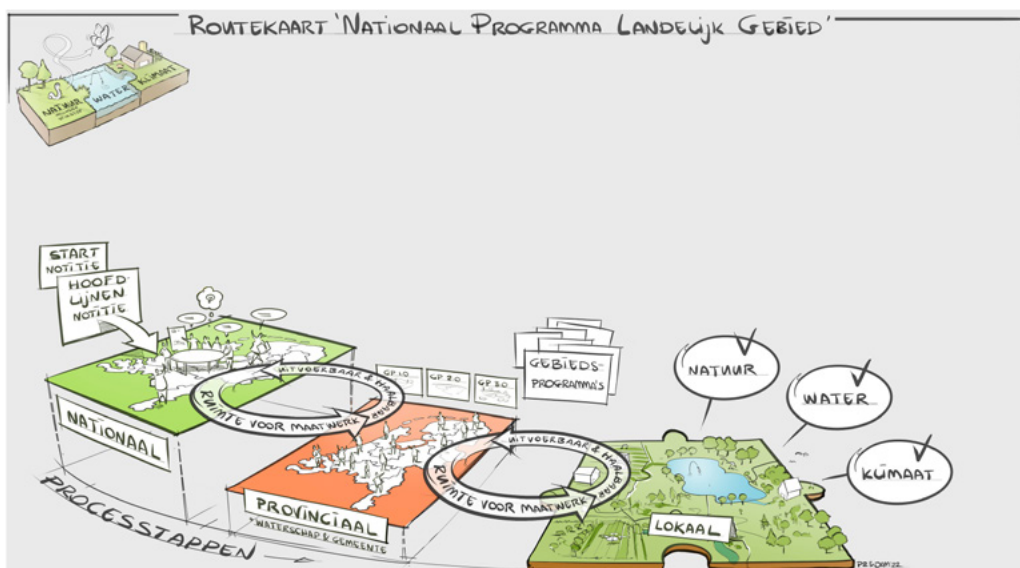 ROUTEKAART 'NATIONAAL PROGRAMMA LANDELIJK GEBIED'
NATUUR
WATER
KLIMAAT
START
NOTITIE
HOOFD-
LIJNEN
NOTITIE
NATIONAAL
UITVOERBAAR & HAALBAAR
RUIMTE VOOR MAATWERK
GP 1.0
GP 2.0
GP 3.0
GEBIEDS-
PROGRAMMA'S
PROVINCIAAL
WATERSCHAP & GEMEENTE
UITVOERBAAR & HAALBAAR
RUIMTE VOOR MAATWERK
LOKAAL
NATUUR
WATER
KLIMAAT
PROCESSTAPPEN